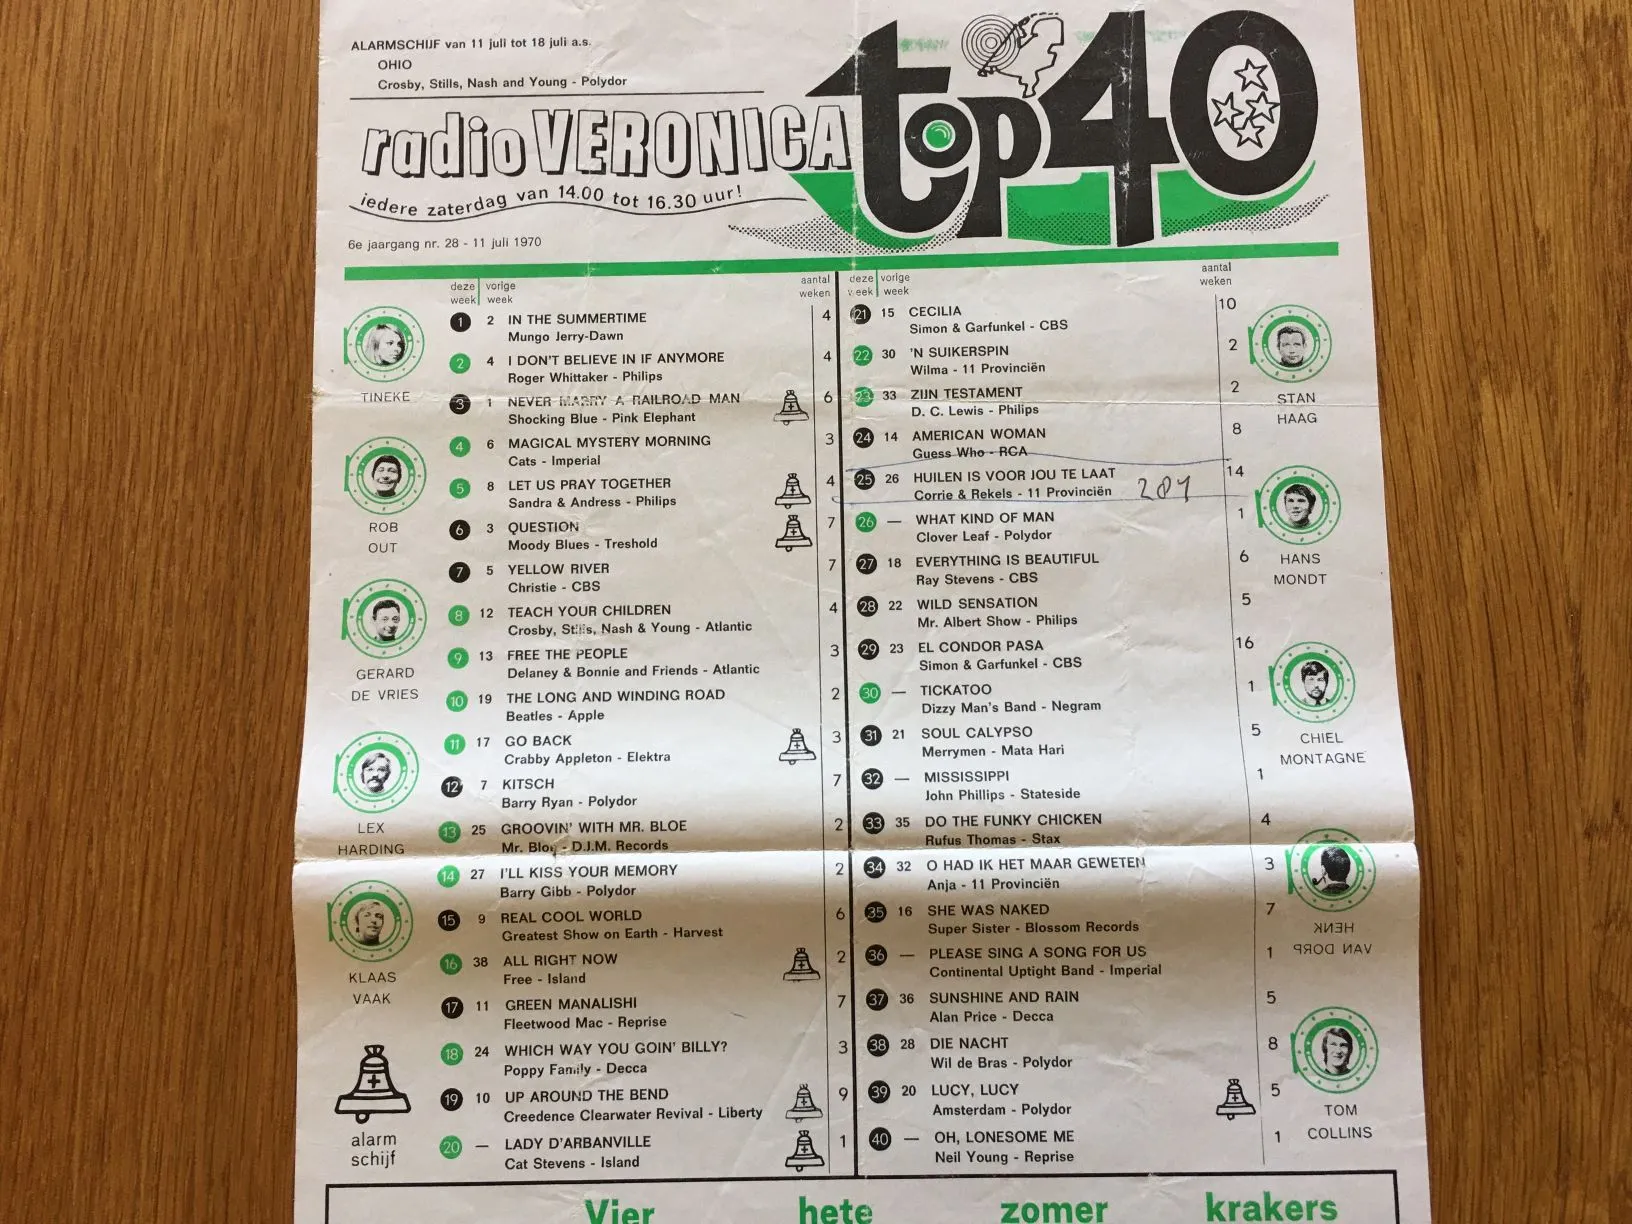 ALARMSCHIJF van 11 juli tot 18 juli a.s.
OHIO
Crosby, Stills, Nash and Young - Polydor
radio VERONICA top 40
iedere zaterdag van 14.00 tot 16.30 uur!
6e jaargang nr. 28 - 11 juli 1970
deze week vorige week aantal weken
1 2 IN THE SUMMERTIME 4
Mungo Jerry-Dawn
2 4 I DON'T BELIEVE IN IF ANYMORE 4
Roger Whittaker - Philips
3 1 NEVER MARRY A RAILROAD MAN 6
Shocking Blue - Pink Elephant
4 6 MAGICAL MYSTERY MORNING 3
Cats - Imperial
5 8 LET US PRAY TOGETHER 4
Sandra & Andress - Philips
6 3 QUESTION 7
Moody Blues - Treshold
7 5 YELLOW RIVER 7
Christie - CBS
8 12 TEACH YOUR CHILDREN 4
Crosby, Stills, Nash & Young - Atlantic
9 13 FREE THE PEOPLE 3
Delaney & Bonnie and Friends - Atlantic
10 19 THE LONG AND WINDING ROAD 2
Beatles - Apple
11 17 GO BACK 3
Crabby Appleton - Elektra
12 7 KITSCH 7
Barry Ryan - Polydor
13 25 GROOVIN' WITH MR. BLOE 2
Mr. Bloe - D.J.M. Records
14 27 I'LL KISS YOUR MEMORY 2
Barry Gibb - Polydor
15 9 REAL COOL WORLD 6
Greatest Show on Earth - Harvest
16 38 ALL RIGHT NOW 2
Free - Island
17 11 GREEN MANALISHI 7
Fleetwood Mac - Reprise
18 24 WHICH WAY YOU GOIN' BILLY? 3
Poppy Family - Decca
19 10 UP AROUND THE BEND 9
Creedence Clearwater Revival - Liberty
20 — LADY D'ARBANVILLE 1
Cat Stevens - Island
TINEKE
ROB
OUT
GERARD
DE VRIES
LEX
HARDING
KLAAS
VAAK
alarm
schijf
deze week vorige week aantal weken
21 15 CECILIA 10
Simon & Garfunkel - CBS
22 30 'N SUIKERSPIN 2
Wilma - 11 Provinciën
23 33 ZIJN TESTAMENT 2
D. C. Lewis - Philips
24 14 AMERICAN WOMAN 8
Guess Who - RCA
25 26 HUILEN IS VOOR JOU TE LAAT 14
Corrie & Rekels - 11 Provinciën
26 — WHAT KIND OF MAN 1
Clover Leaf - Polydor
27 18 EVERYTHING IS BEAUTIFUL 6
Ray Stevens - CBS
28 22 WILD SENSATION 5
Mr. Albert Show - Philips
29 23 EL CONDOR PASA 16
Simon & Garfunkel - CBS
30 — TICKATOO 1
Dizzy Man's Band - Negram
31 21 SOUL CALYPSO 5
Merrymen - Mata Hari
32 — MISSISSIPPI 1
John Phillips - Stateside
33 35 DO THE FUNKY CHICKEN 4
Rufus Thomas - Stax
34 32 O HAD IK HET MAAR GEWETEN 3
Anja - 11 Provinciën
35 16 SHE WAS NAKED 7
Super Sister - Blossom Records
36 — PLEASE SING A SONG FOR US 1
Continental Uptight Band - Imperial
37 36 SUNSHINE AND RAIN 5
Alan Price - Decca
38 28 DIE NACHT 8
Wil de Bras - Polydor
39 20 LUCY, LUCY 5
Amsterdam - Polydor
40 — OH, LONESOME ME 1
Neil Young - Reprise
STAN
HAAG
HANS
MONDT
CHIEL
MONTAGNE
HENK
VAN DORP
TOM
COLLINS
Vier hete zomer krakers